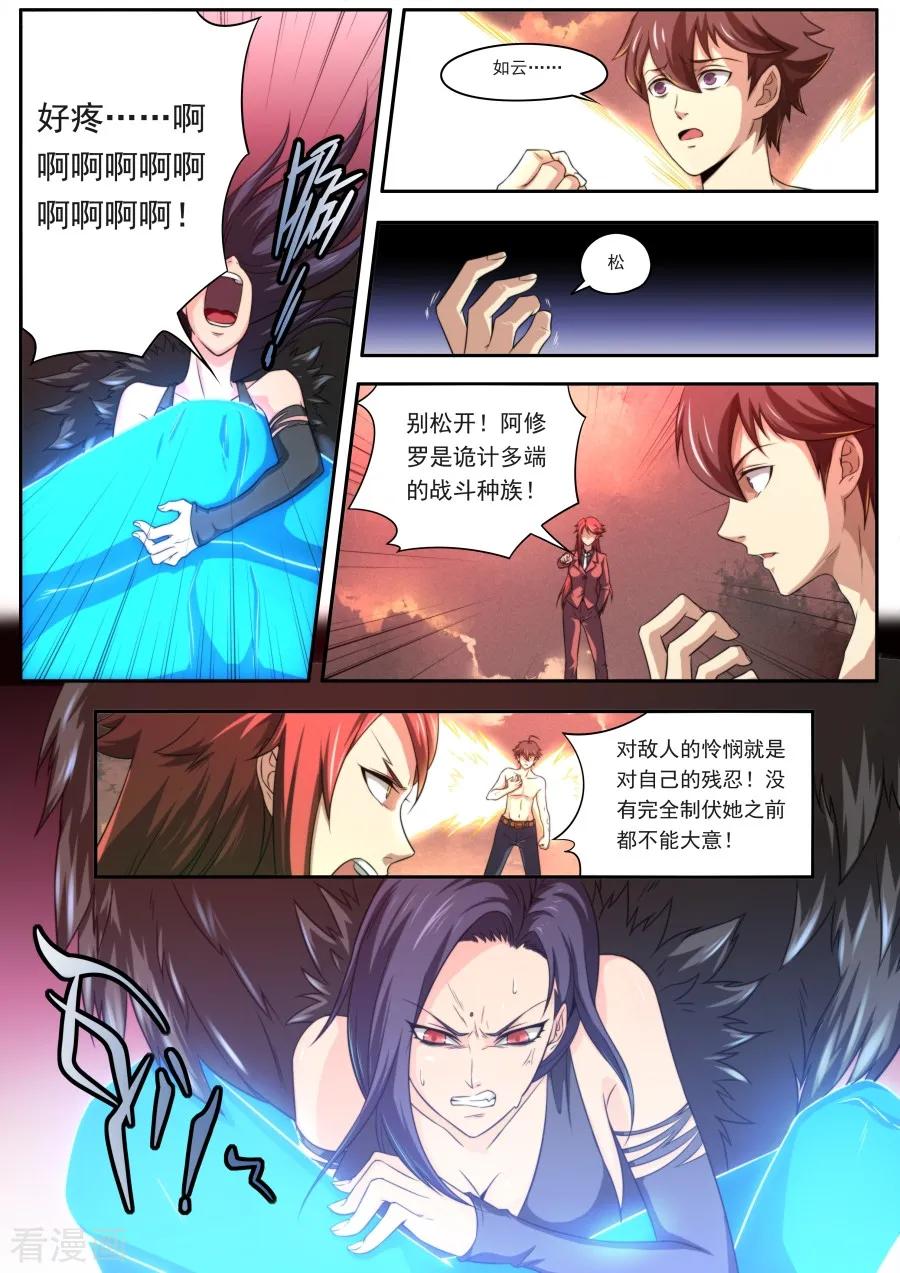 好疼……啊
啊啊啊啊啊
啊啊啊啊！
如云……
松
别松开！阿修
罗是诡计多端
的战斗种族！
对敌人的怜悯就是
对自己的残忍！没
有完全制伏她之前
都不能大意！
看漫画